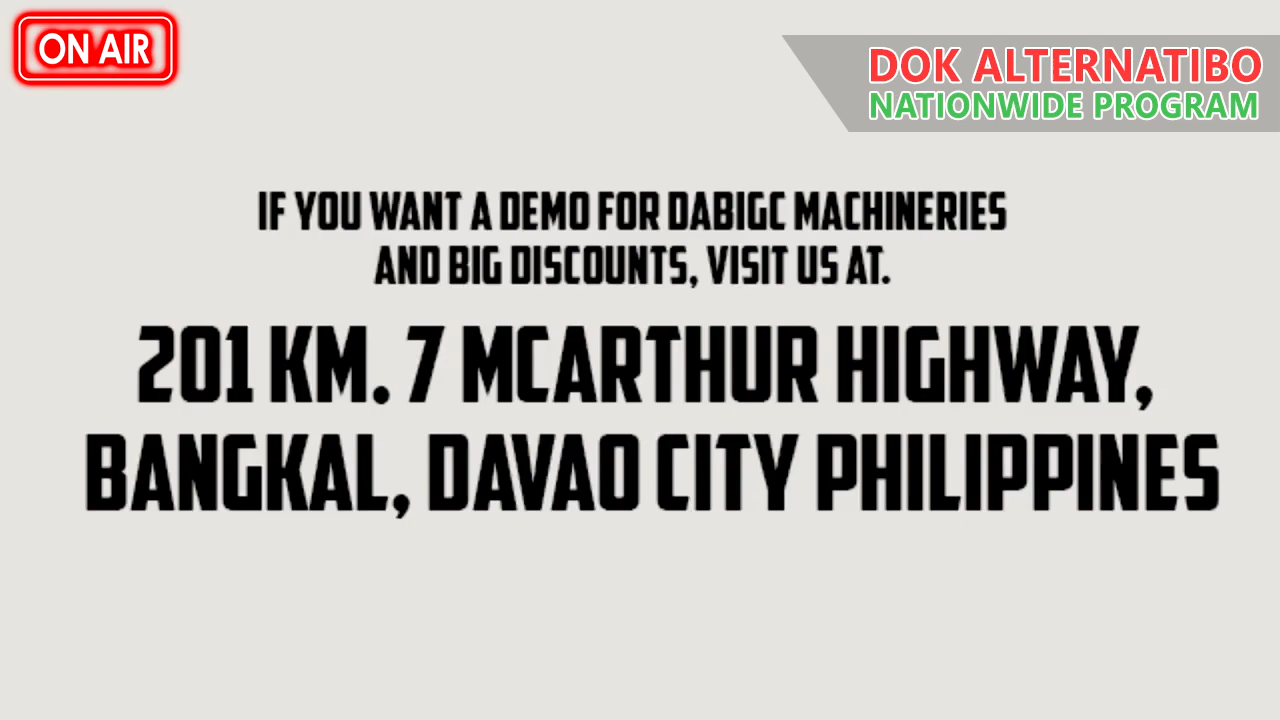 ON AIR
DOK ALTERNATIBO
NATIONWIDE PROGRAM
IF YOU WANT A DEMO FOR DABIGC MACHINERIES
AND BIG DISCOUNTS, VISIT US AT.
201 KM. 7 MCARTHUR HIGHWAY,
BANGKAL, DAVAO CITY PHILIPPINES